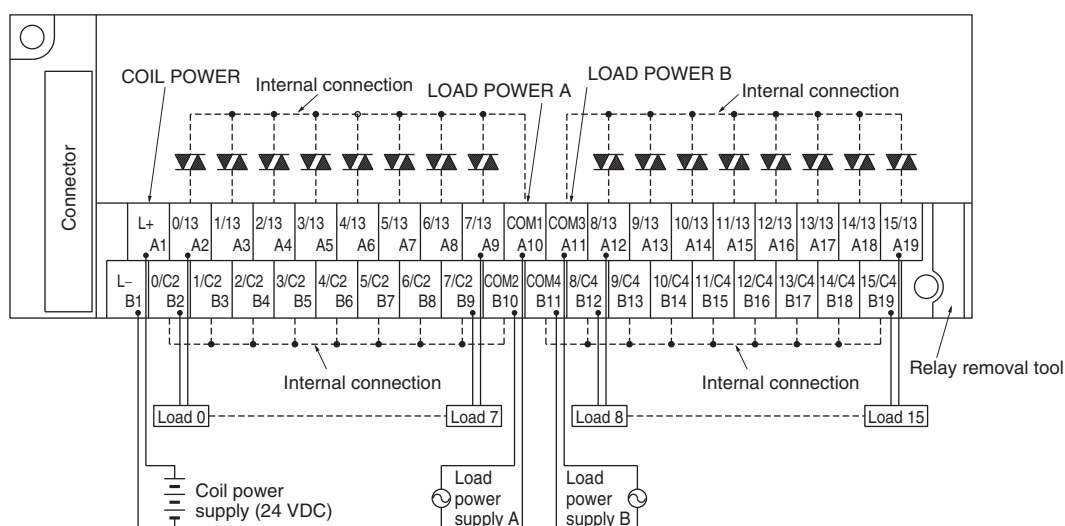 COIL POWER
Internal connection
LOAD POWER A
LOAD POWER B
Internal connection
Connector
L+ 0/13 1/13 2/13 3/13 4/13 5/13 6/13 7/13 COM1 COM3 8/13 9/13 10/13 11/13 12/13 13/13 14/13 15/13
A1 A2 A3 A4 A5 A6 A7 A8 A9 A10 A11 A12 A13 A14 A15 A16 A17 A18 A19
L− 0/C2 1/C2 2/C2 3/C2 4/C2 5/C2 6/C2 7/C2 COM2 COM4 8/C4 9/C4 10/C4 11/C4 12/C4 13/C4 14/C4 15/C4
B1 B2 B3 B4 B5 B6 B7 B8 B9 B10 B11 B12 B13 B14 B15 B16 B17 B18 B19
Internal connection
Internal connection
Relay removal tool
Load 0
Load 7
Load 8
Load 15
Coil power
supply (24 VDC)
Load
power
supply A
Load
power
supply B